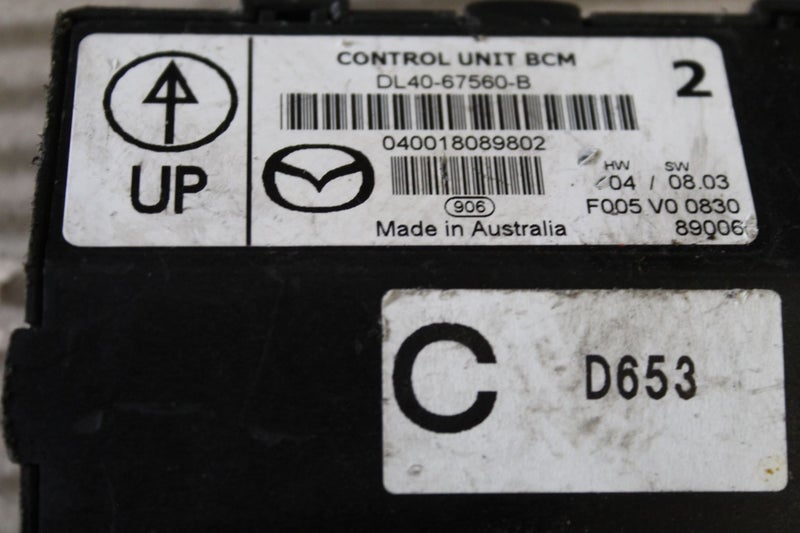 UP
CONTROL UNIT BCM
DL40-67560-B
2
040018089802
HW SW
04 / 08.03
906
F005 V0 0830
Made in Australia
89006
C
D653